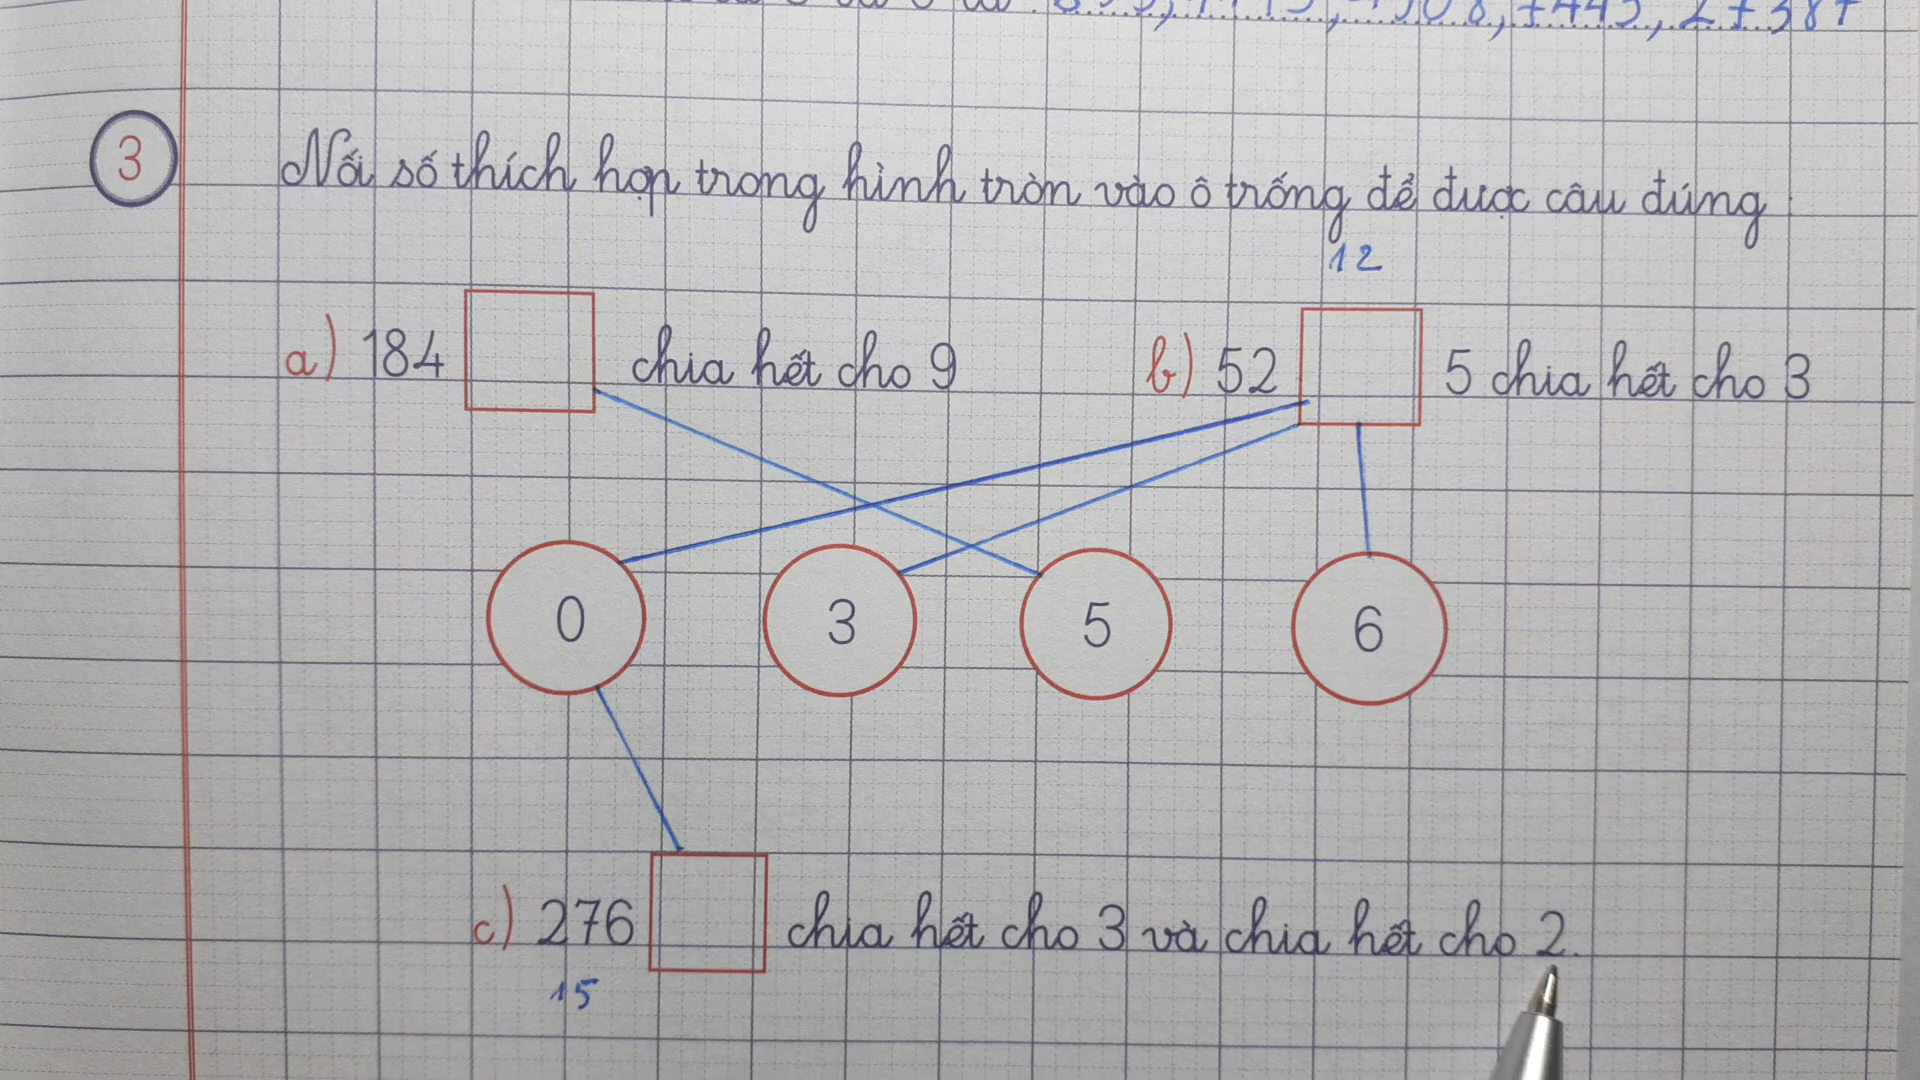 3 Nối số thích hợp trong hình tròn vào ô trống để được câu đúng
12
a) 184 chia hết cho 9 b) 52 5 chia hết cho 3
0 3 5 6
c) 276 chia hết cho 3 và chia hết cho 2.
15